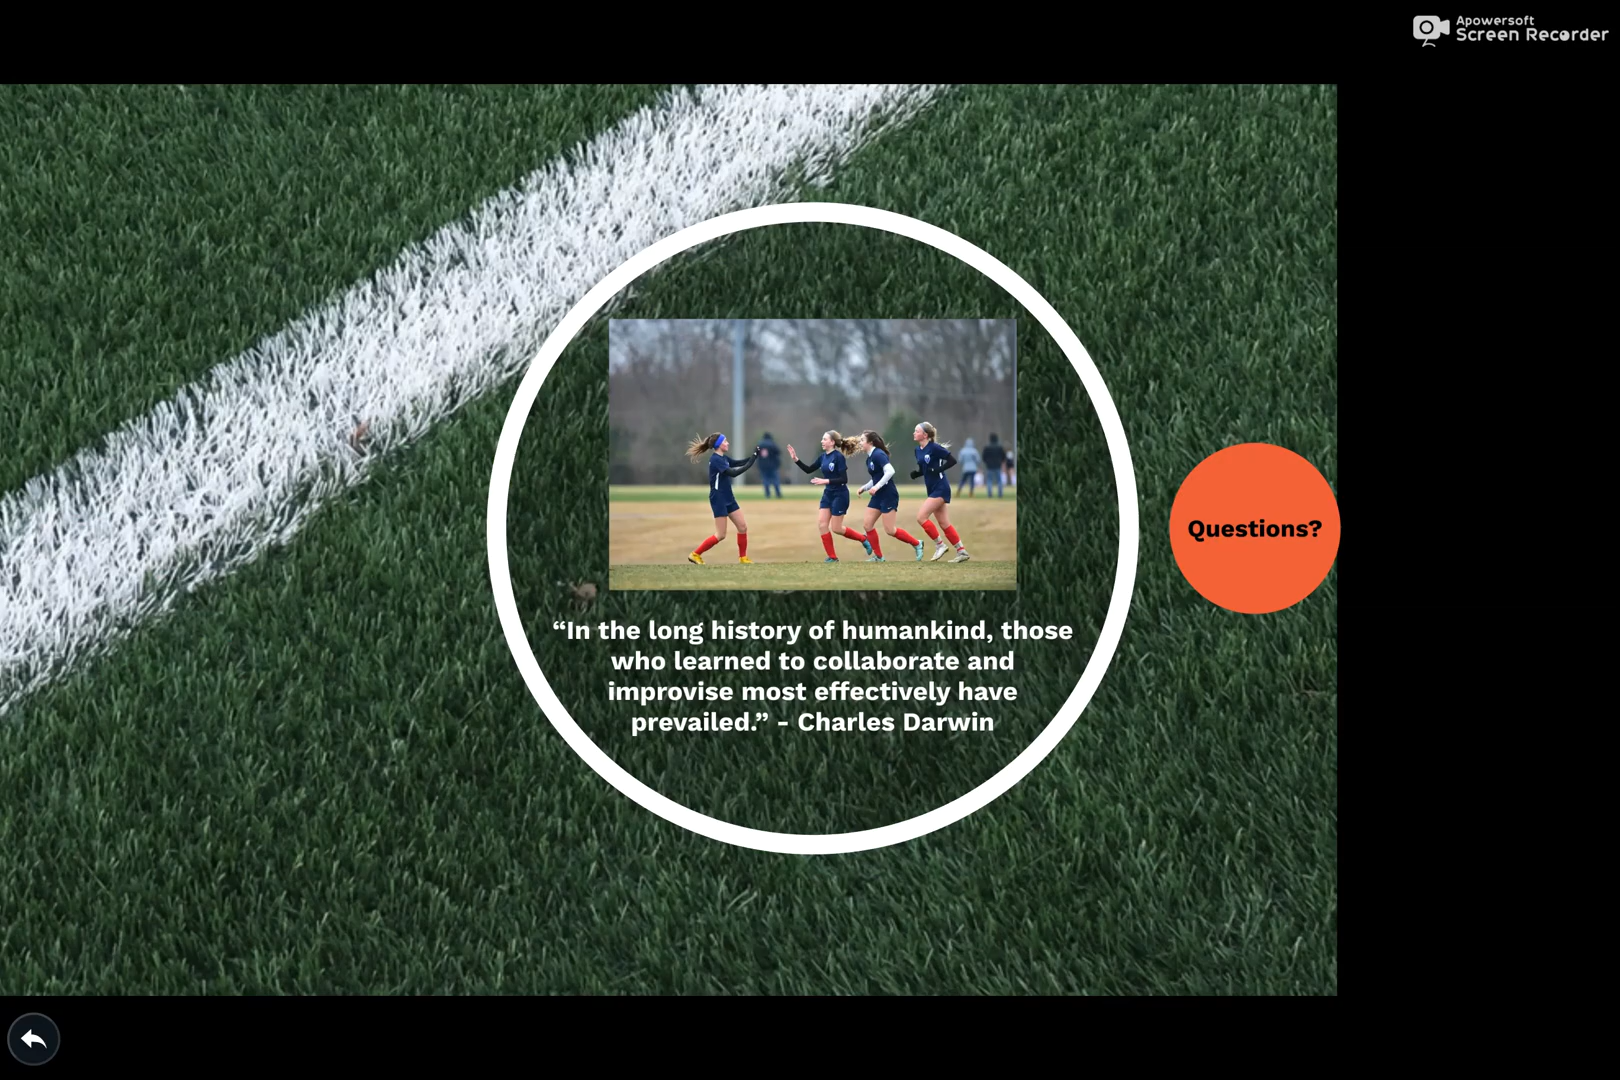 Apowersoft
Screen Recorder
“In the long history of humankind, those
who learned to collaborate and
improvise most effectively have
prevailed.” - Charles Darwin
Questions?